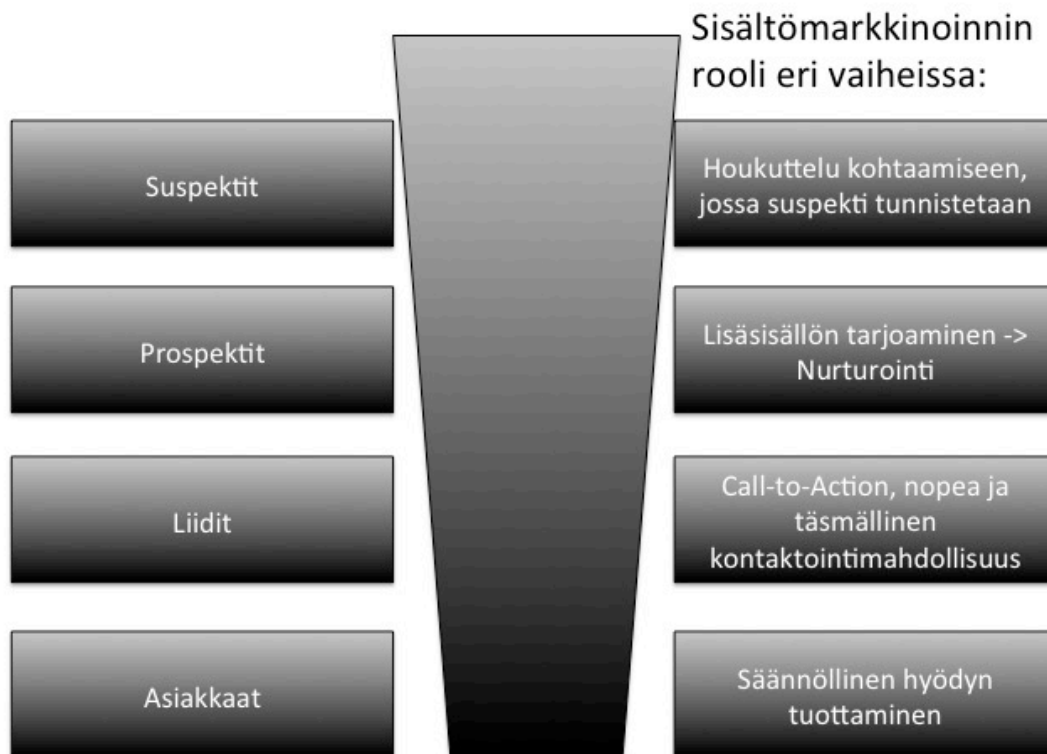 Sisältömarkkinoinnin
rooli eri vaiheissa:
Suspektit
Houkuttelu kohtaamiseen,
jossa suspekti tunnistetaan
Prospektit
Lisäsisällön tarjoaminen ->
Nurturointi
Liidit
Call-to-Action, nopea ja
täsmällinen
kontaktointimahdollisuus
Asiakkaat
Säännöllinen hyödyn
tuottaminen